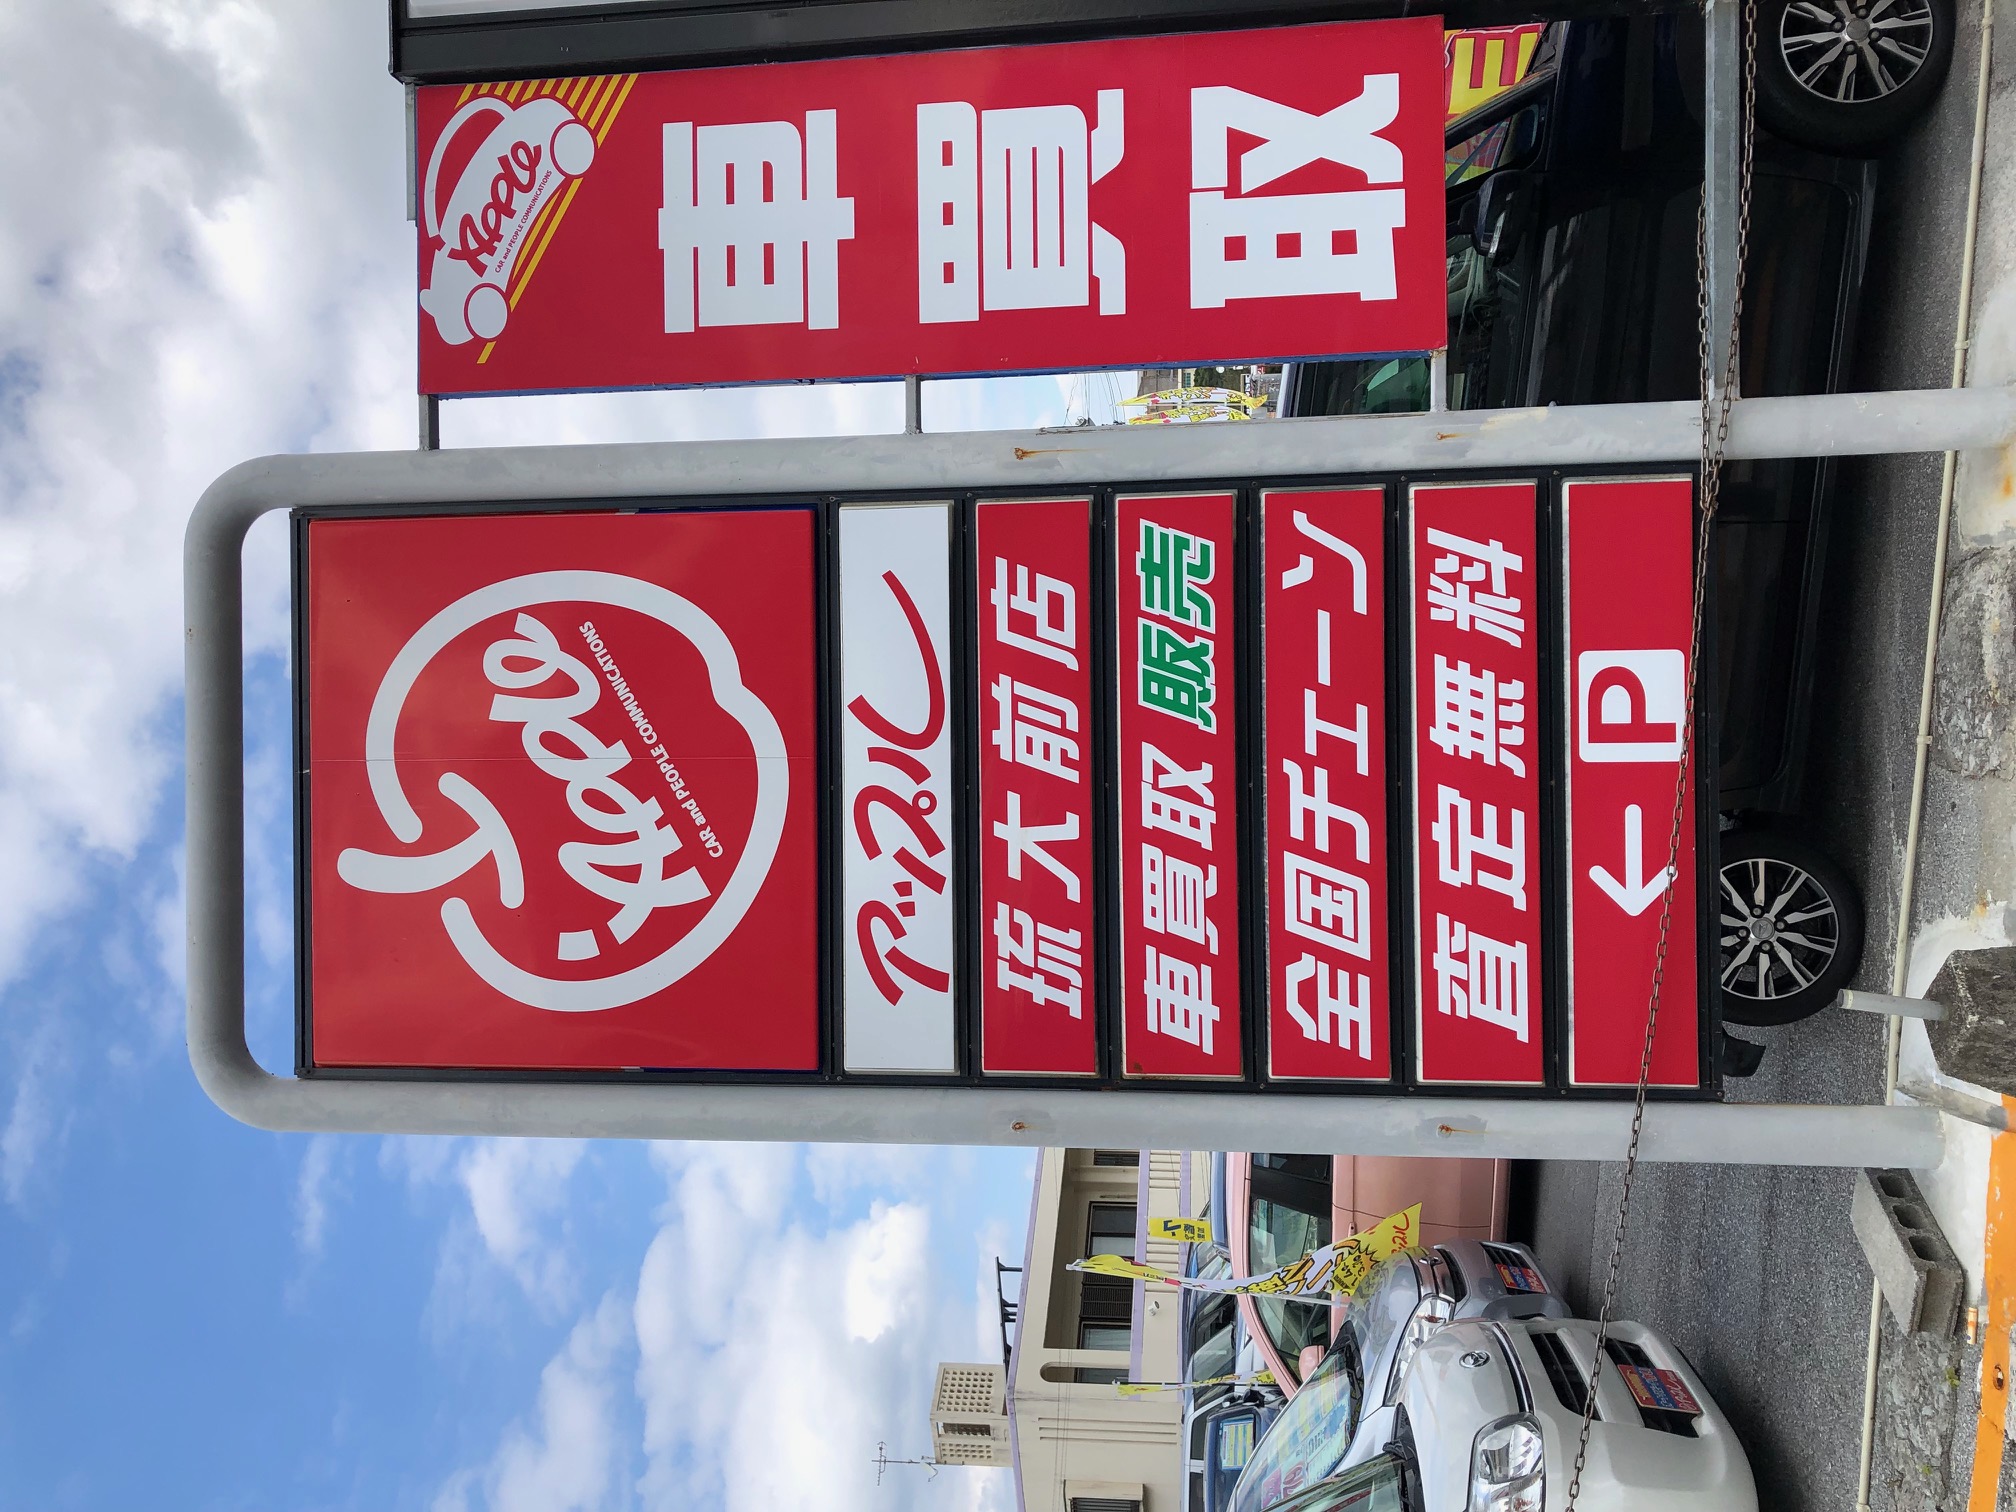 Apple
CAR and PEOPLE COMMUNICATIONS
アップル
琉大前店
車買取 販売
全国チェーン
査定無料
← P
Apple
CAR and PEOPLE COMMUNICATIONS
車買取